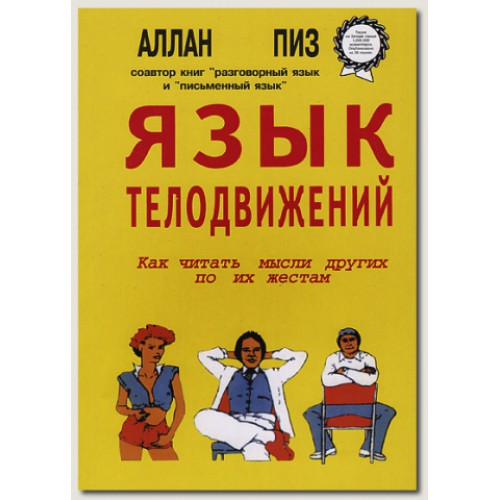 АЛЛАН ПИЗ
соавтор книг "разговорный язык
и "письменный язык"
ЯЗЫК
ТЕЛОДВИЖЕНИЙ
Как читать мысли других
по их жестам